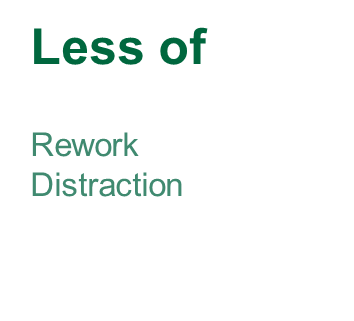 Less of
Rework
Distraction